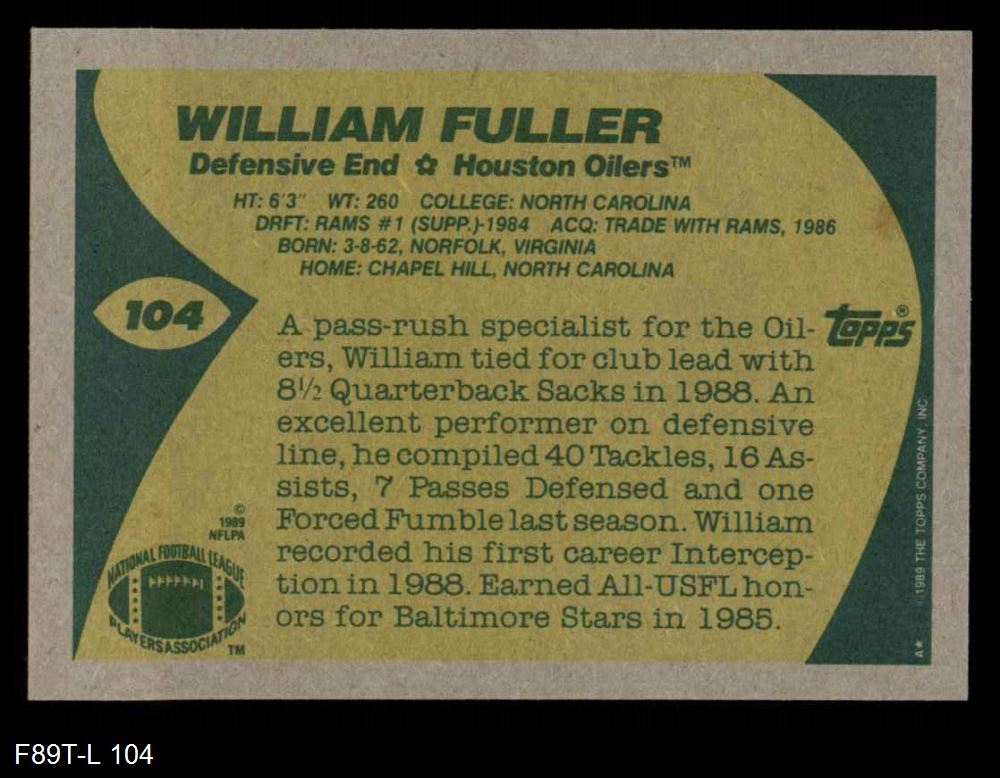 WILLIAM FULLER
Defensive End ✿ Houston Oilers™
HT: 6'3" WT: 260 COLLEGE: NORTH CAROLINA
DRFT: RAMS #1 (SUPP.)-1984 ACQ: TRADE WITH RAMS, 1986
BORN: 3-8-62, NORFOLK, VIRGINIA
HOME: CHAPEL HILL, NORTH CAROLINA
104
topps®
A pass-rush specialist for the Oil-
ers, William tied for club lead with
8½ Quarterback Sacks in 1988. An
excellent performer on defensive
line, he compiled 40 Tackles, 16 As-
sists, 7 Passes Defensed and one
Forced Fumble last season. William
recorded his first career Intercep-
tion in 1988. Earned All-USFL hon-
ors for Baltimore Stars in 1985.
©
1989
NFLPA
NATIONAL FOOTBALL LEAGUE
PLAYERS ASSOCIATION
TM
©1989 THE TOPPS COMPANY, INC.
A★
F89T-L 104